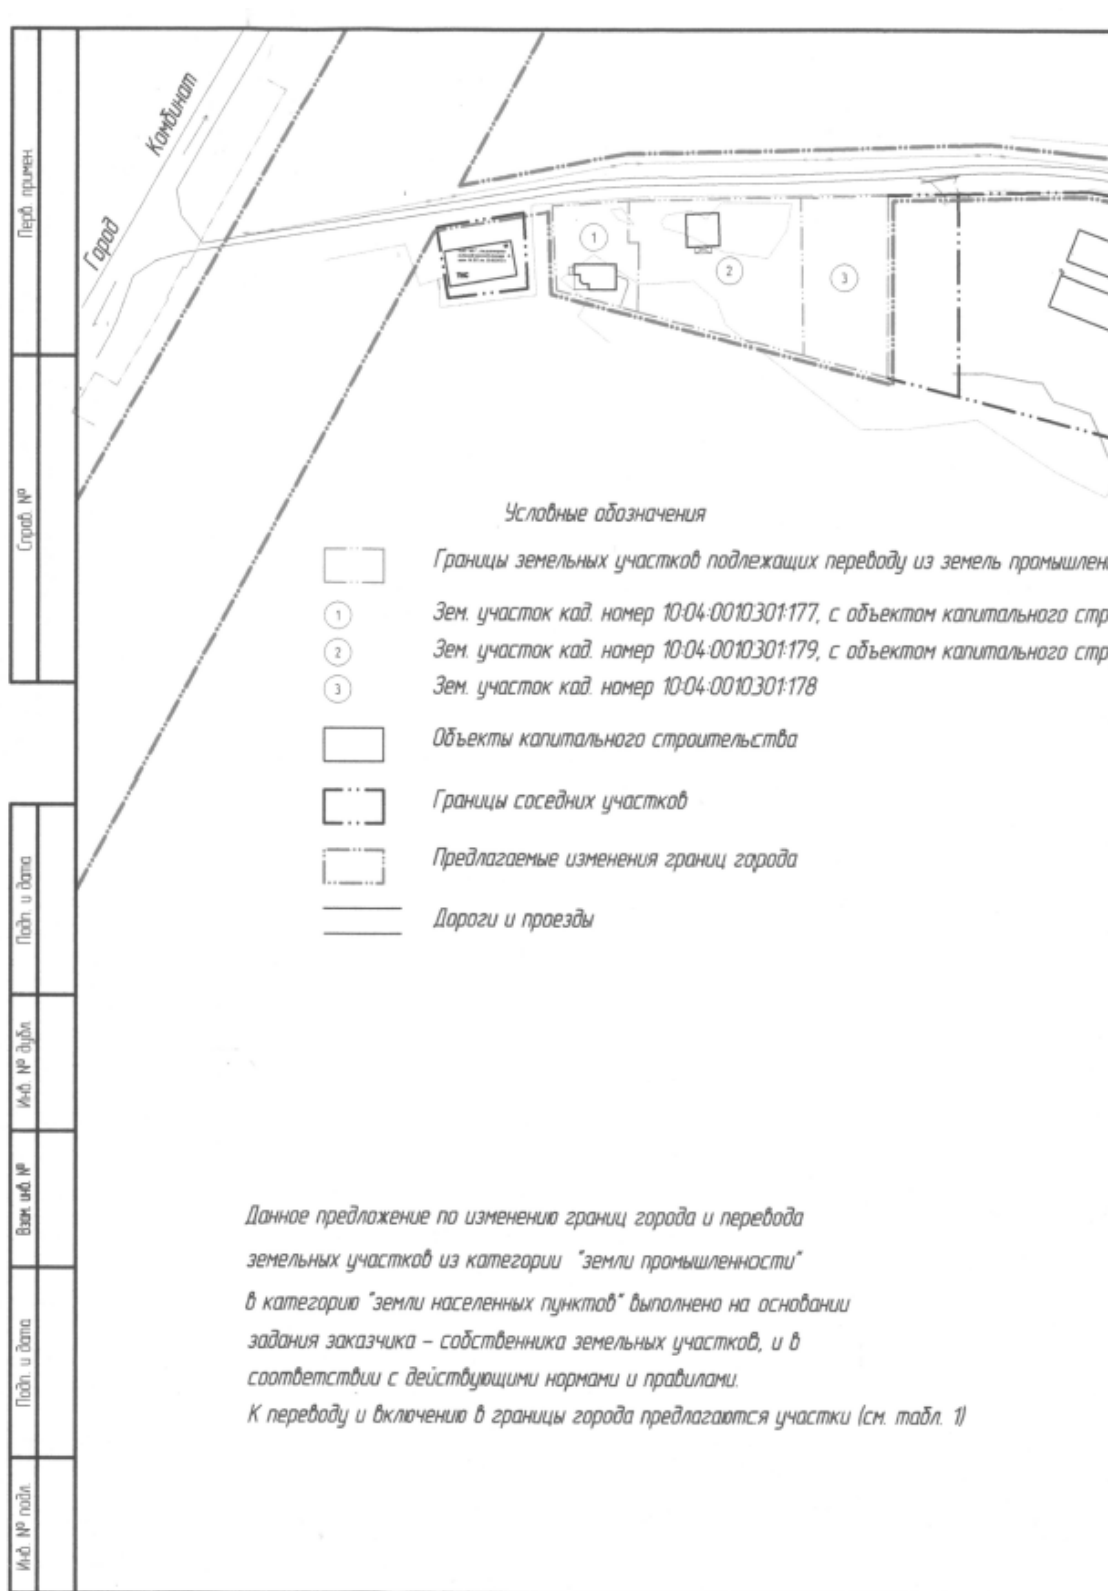 Комбинат
Город
1
2
3
Условные обозначения
Границы земельных участков подлежащих переводу из земель промышлен
1
Зем. участок кад. номер 10:04:0010301:177, с объектом капитального стр
2
Зем. участок кад. номер 10:04:0010301:179, с объектом капитального стр
3
Зем. участок кад. номер 10:04:0010301:178
Объекты капитального строительства
Границы соседних участков
Предлагаемые изменения границ города
Дороги и проезды
Данное предложение по изменению границ города и перевода
земельных участков из категории "земли промышленности"
в категорию "земли населенных пунктов" выполнено на основании
задания заказчика – собственника земельных участков, и в
соответствии с действующими нормами и правилами.
К переводу и включению в границы города предлагаются участки (см. табл. 1)
Перв. примен.
Справ. №
Подп. и дата
Инв. № дубл.
Взам. инв. №
Подп. и дата
Инв. № подл.